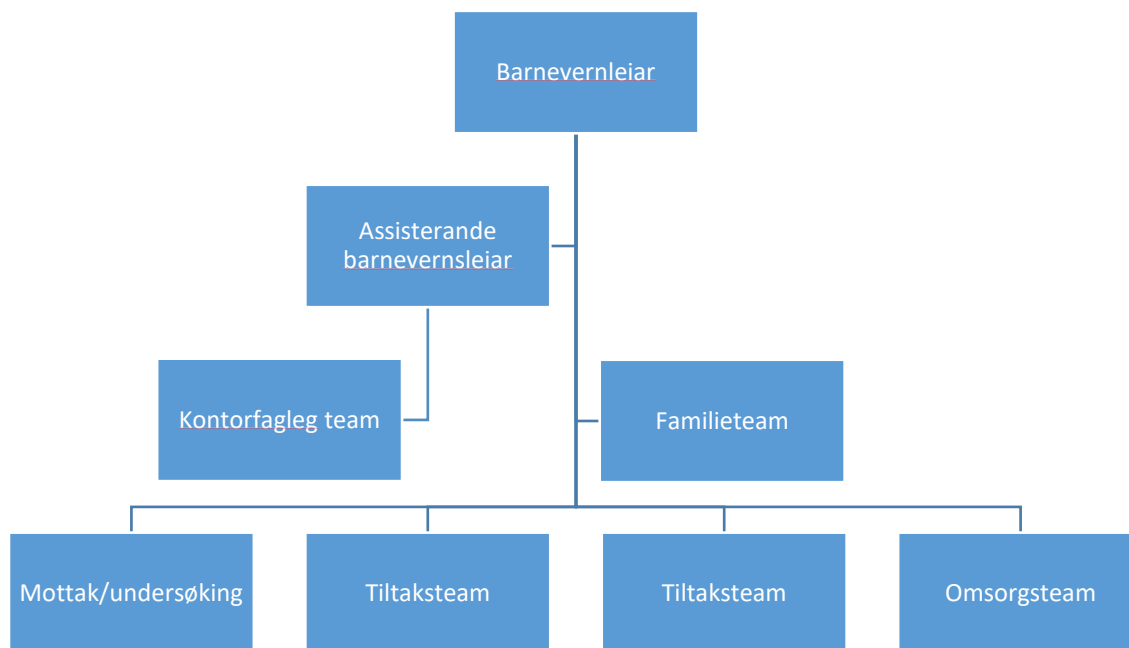 Barnevernleiar
Assisterande
barnevernsleiar
Kontorfagleg team
Familieteam
Mottak/undersøking
Tiltaksteam
Tiltaksteam
Omsorgsteam